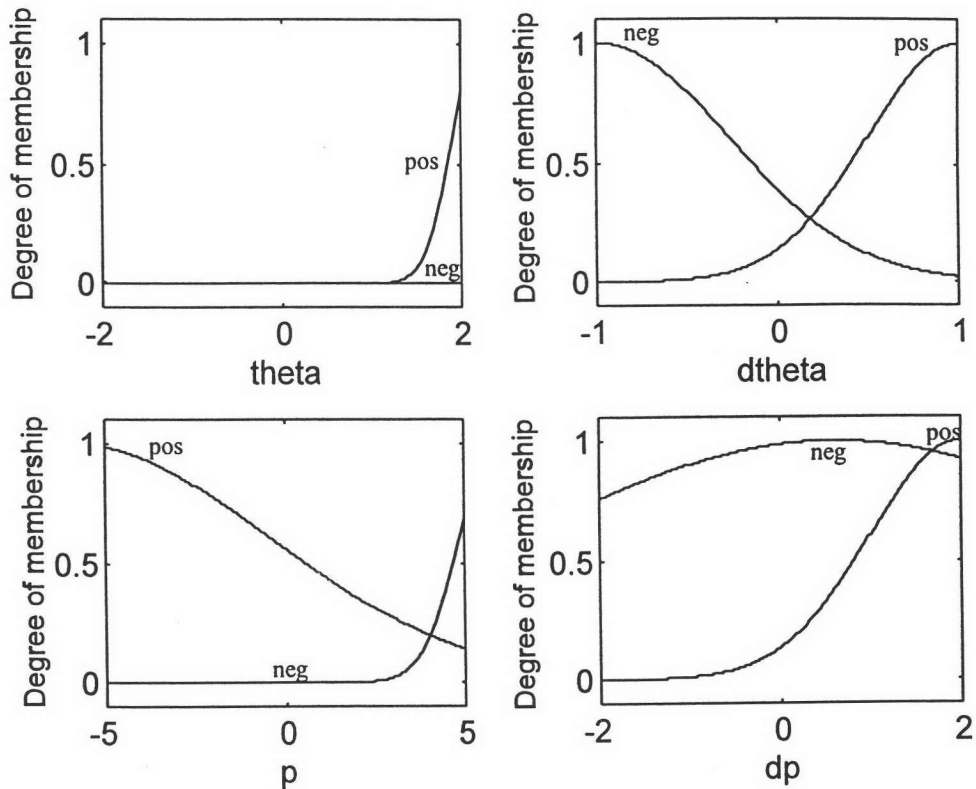 Degree of membership
1
0.5
0
pos
neg
-2
0
2
theta
Degree of membership
1
0.5
0
neg
pos
-1
0
1
dtheta
Degree of membership
1
0.5
0
pos
neg
-5
0
5
p
Degree of membership
1
0.5
0
neg
pos
-2
0
2
dp